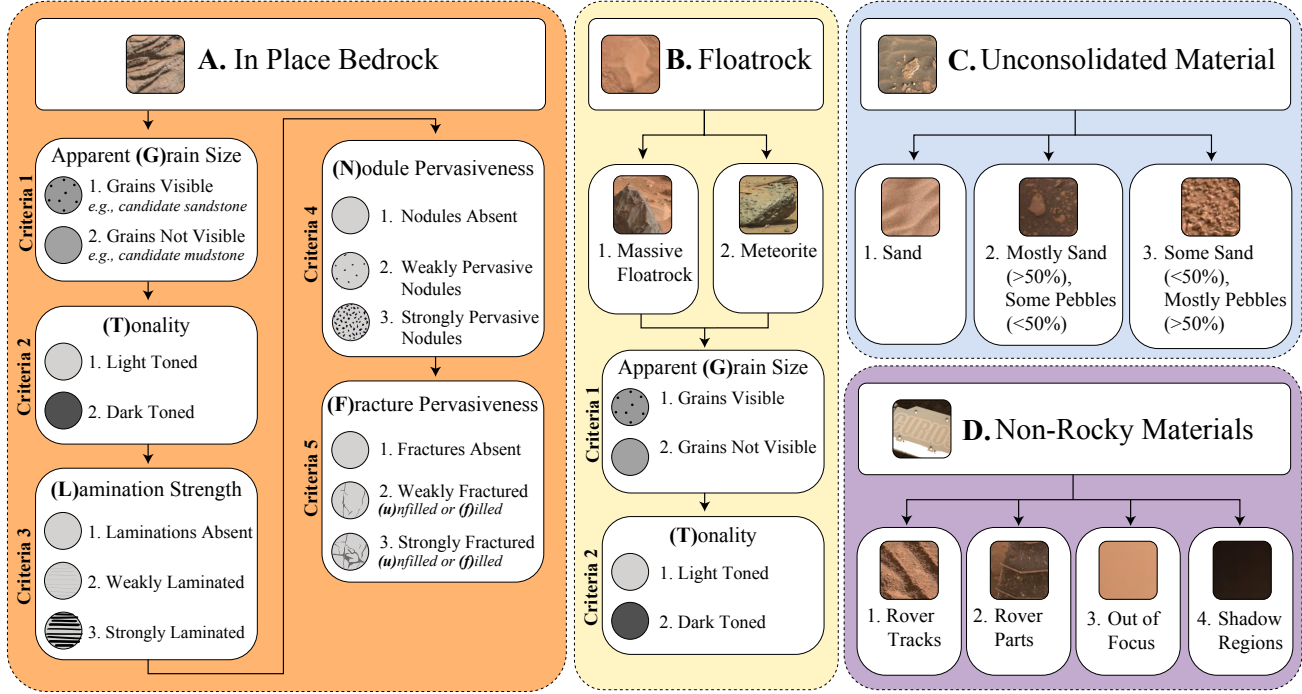 A. In Place Bedrock
Criteria 1
Apparent (G)rain Size
1. Grains Visible
e.g., candidate sandstone
2. Grains Not Visible
e.g., candidate mudstone
Criteria 2
(T)onality
1. Light Toned
2. Dark Toned
Criteria 3
(L)amination Strength
1. Laminations Absent
2. Weakly Laminated
3. Strongly Laminated
Criteria 4
(N)odule Pervasiveness
1. Nodules Absent
2. Weakly Pervasive
Nodules
3. Strongly Pervasive
Nodules
Criteria 5
(F)racture Pervasiveness
1. Fractures Absent
2. Weakly Fractured
(u)nfilled or (f)illed
3. Strongly Fractured
(u)nfilled or (f)illed
B. Floatrock
1. Massive
Floatrock
2. Meteorite
Criteria 1
Apparent (G)rain Size
1. Grains Visible
2. Grains Not Visible
Criteria 2
(T)onality
1. Light Toned
2. Dark Toned
C. Unconsolidated Material
1. Sand
2. Mostly Sand
(>50%),
Some Pebbles
(<50%)
3. Some Sand
(<50%),
Mostly Pebbles
(>50%)
D. Non-Rocky Materials
1. Rover
Tracks
2. Rover
Parts
3. Out of
Focus
4. Shadow
Regions